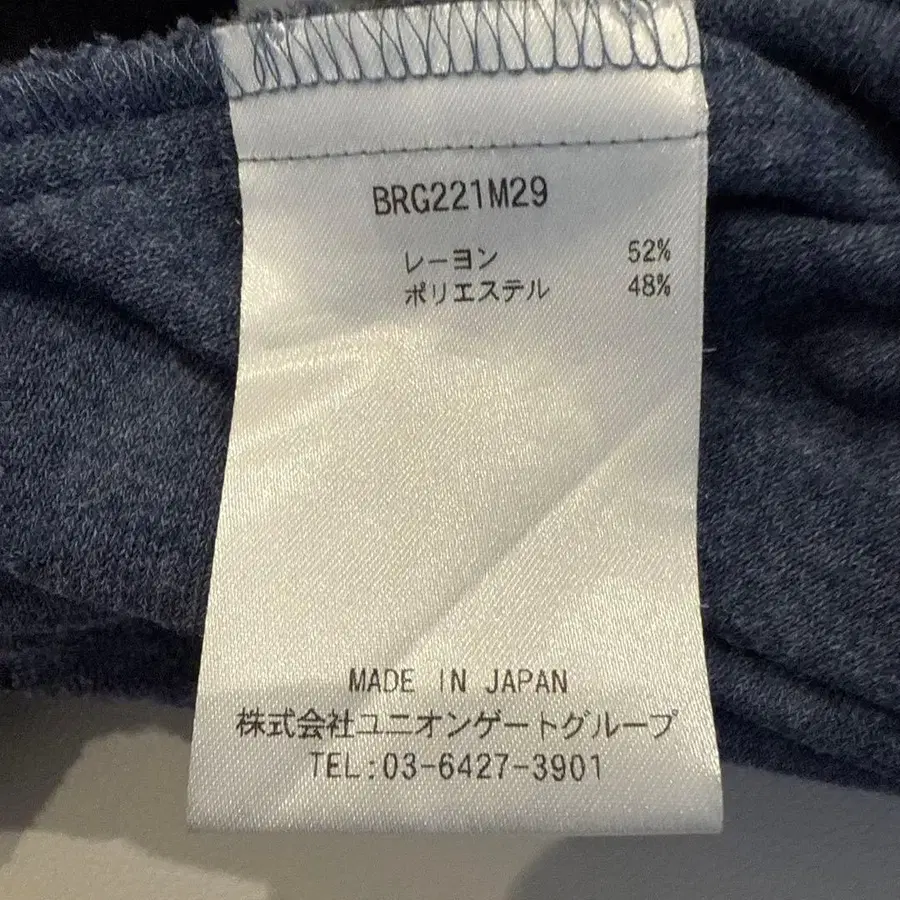 BRG221M29
レーヨン 52%
ポリエステル 48%
MADE IN JAPAN
株式会社ユニオンゲートグループ
TEL:03-6427-3901